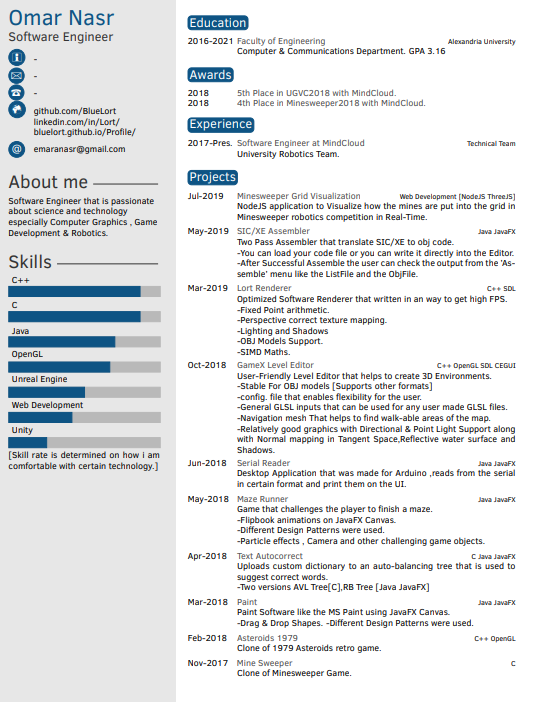 Omar Nasr
Software Engineer
-
-
-
github.com/BlueLort
linkedin.com/in/Lort/
bluelort.github.io/Profile/
@ emaranasr@gmail.com
About me
Software Engineer that is passionate
about science and technology
especially Computer Graphics , Game
Development & Robotics.
Skills
C++
C
Java
OpenGL
Unreal Engine
Web Development
Unity
[Skill rate is determined on how i am
comfortable with certain technology.]
Education
2016-2021 Faculty of Engineering Alexandria University
Computer & Communications Department. GPA 3.16
Awards
2018 5th Place in UGVC2018 with MindCloud.
2018 4th Place in Minesweeper2018 with MindCloud.
Experience
2017-Pres. Software Engineer at MindCloud Technical Team
University Robotics Team.
Projects
Jul-2019 Minesweeper Grid Visualization Web Development [NodeJS ThreeJS]
NodeJS application to Visualize how the mines are put into the grid in
Minesweeper robotics competition in Real-Time.
May-2019 SIC/XE Assembler Java JavaFX
Two Pass Assembler that translate SIC/XE to obj code.
-You can load your code file or you can write it directly into the Editor.
-After Successful Assemble the user can check the output from the 'As-
semble' menu like the ListFile and the ObjFile.
Mar-2019 Lort Renderer C++ SDL
Optimized Software Renderer that written in an way to get high FPS.
-Fixed Point arithmetic.
-Perspective correct texture mapping.
-Lighting and Shadows
-OBJ Models Support.
-SIMD Maths.
Oct-2018 GameX Level Editor C++ OpenGL SDL CEGUI
User-Friendly Level Editor that helps to create 3D Environments.
-Stable For OBJ models [Supports other formats]
-config. file that enables flexibility for the user.
-General GLSL inputs that can be used for any user made GLSL files.
-Navigation mesh That helps to find walk-able areas of the map.
-Relatively good graphics with Directional & Point Light Support along
with Normal mapping in Tangent Space,Reflective water surface and
Shadows.
Jun-2018 Serial Reader Java JavaFX
Desktop Application that was made for Arduino ,reads from the serial
in certain format and print them on the UI.
May-2018 Maze Runner Java JavaFX
Game that challenges the player to finish a maze.
-Flipbook animations on JavaFX Canvas.
-Different Design Patterns were used.
-Particle effects , Camera and other challenging game objects.
Apr-2018 Text Autocorrect C Java JavaFX
Uploads custom dictionary to an auto-balancing tree that is used to
suggest correct words.
-Two versions AVL Tree[C],RB Tree [Java JavaFX]
Mar-2018 Paint Java JavaFX
Paint Software like the MS Paint using JavaFX Canvas.
-Drag & Drop Shapes. -Different Design Patterns were used.
Feb-2018 Asteroids 1979 C++ OpenGL
Clone of 1979 Asteroids retro game.
Nov-2017 Mine Sweeper C
Clone of Minesweeper Game.